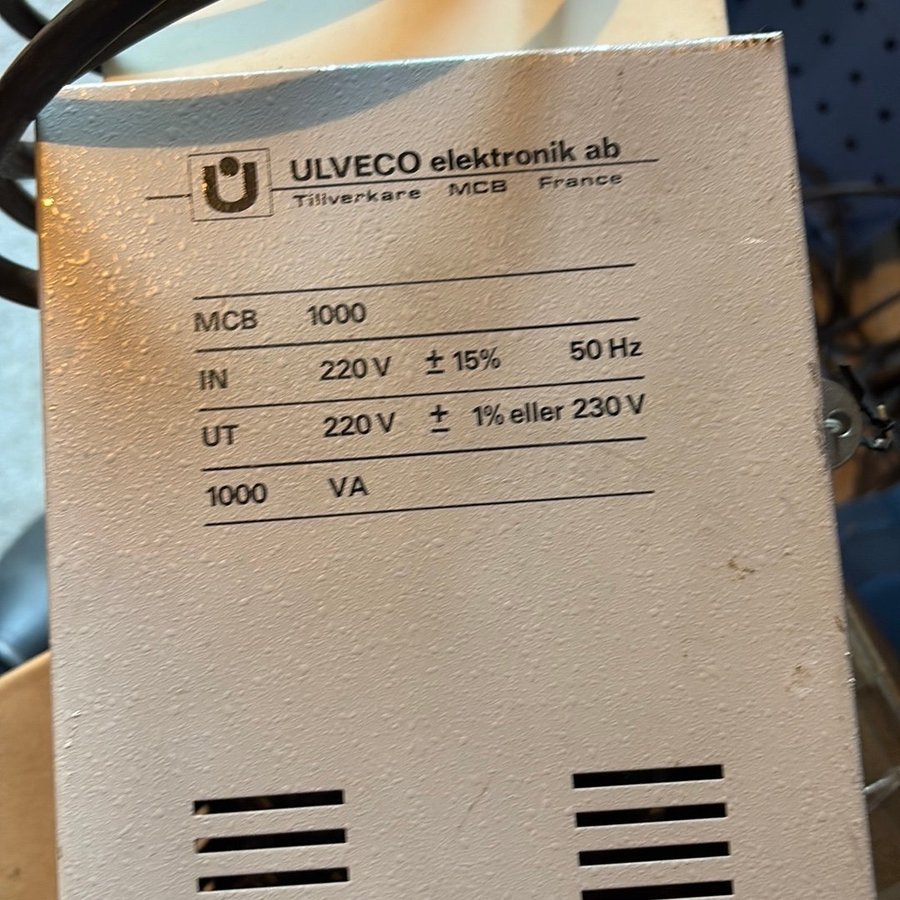 ULVECO elektronik ab
Tillverkare MCB France
MCB 1000
IN 220 V ± 15% 50 Hz
UT 220 V ± 1% eller 230 V
1000 VA